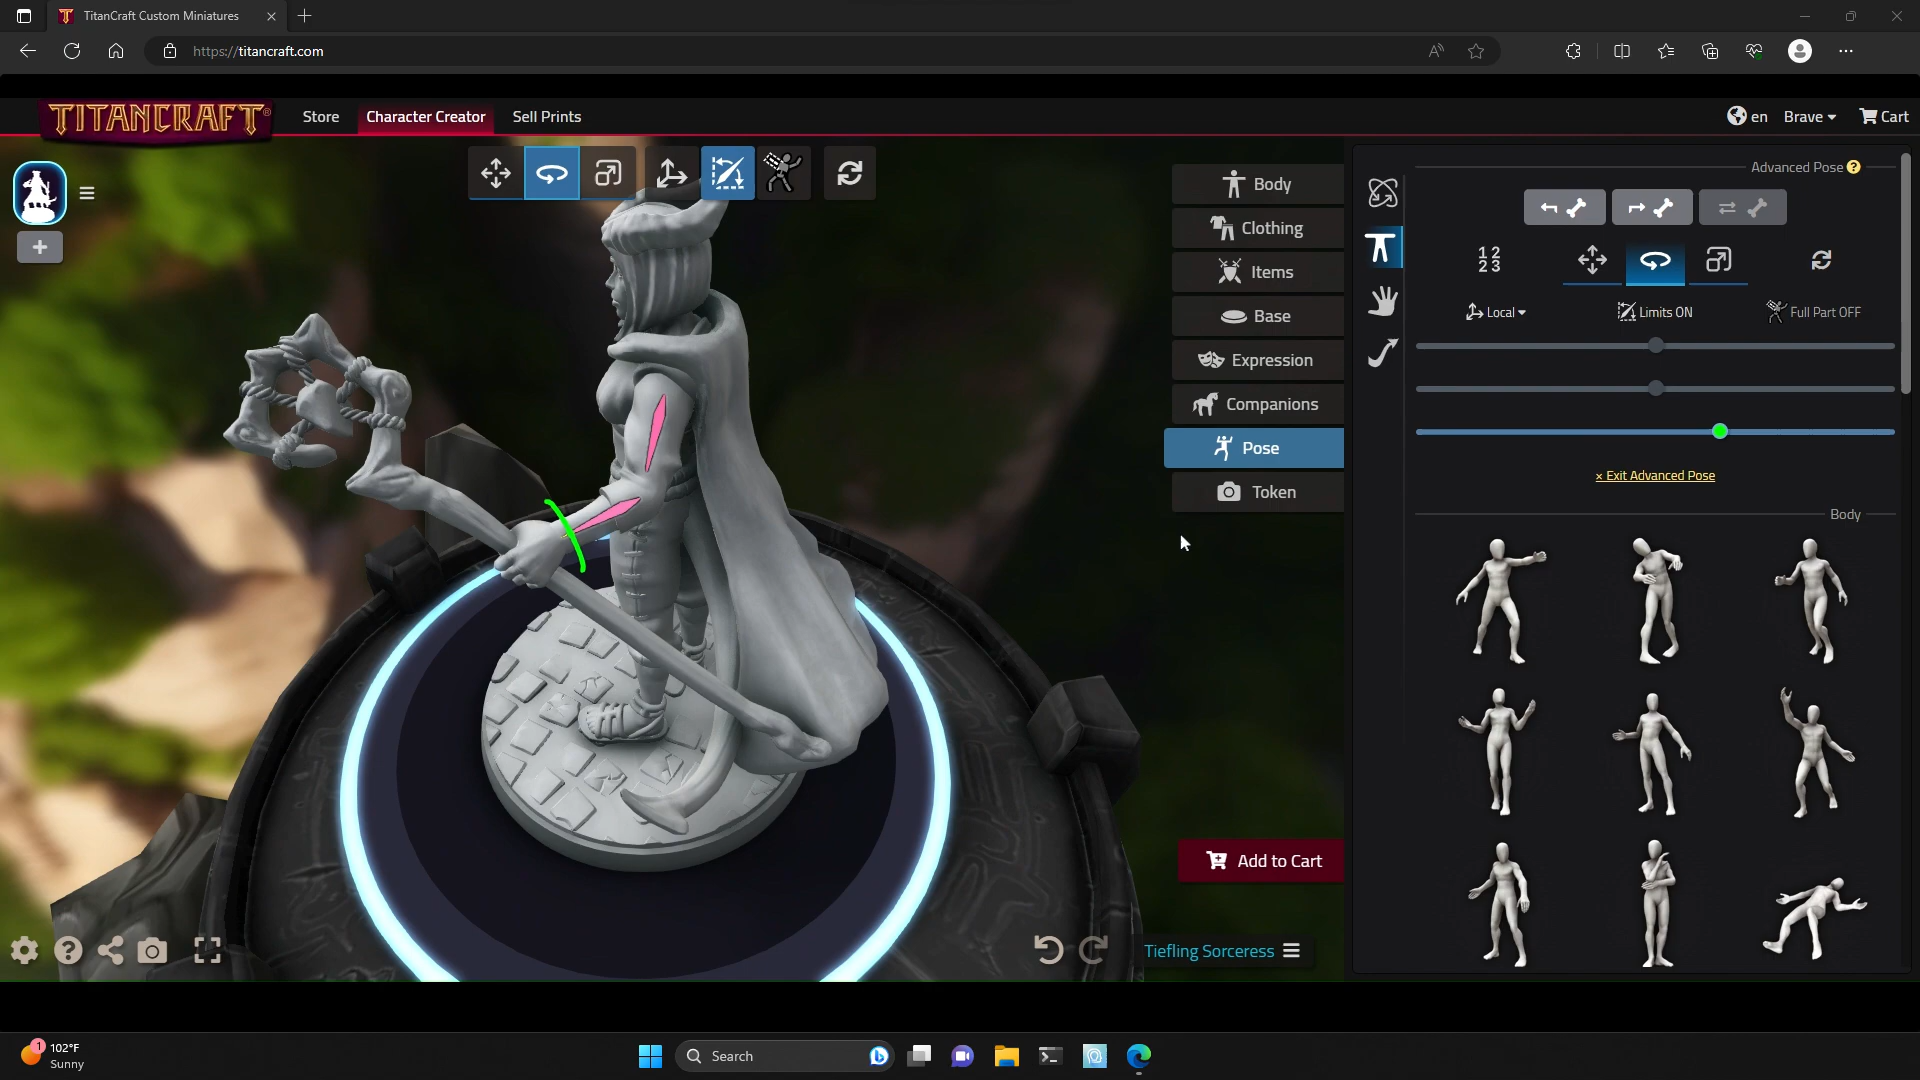 TitanCraft Custom Miniatures
https://titancraft.com
TITANCRAFT®
Store
Character Creator
Sell Prints
en
Brave
Cart
Body
Clothing
Items
Base
Expression
Companions
Pose
Token
Advanced Pose ?
1 2
2 3
Local
Limits ON
Full Part OFF
× Exit Advanced Pose
Body
Add to Cart
Tiefling Sorceress
1
102°F
Sunny
Search